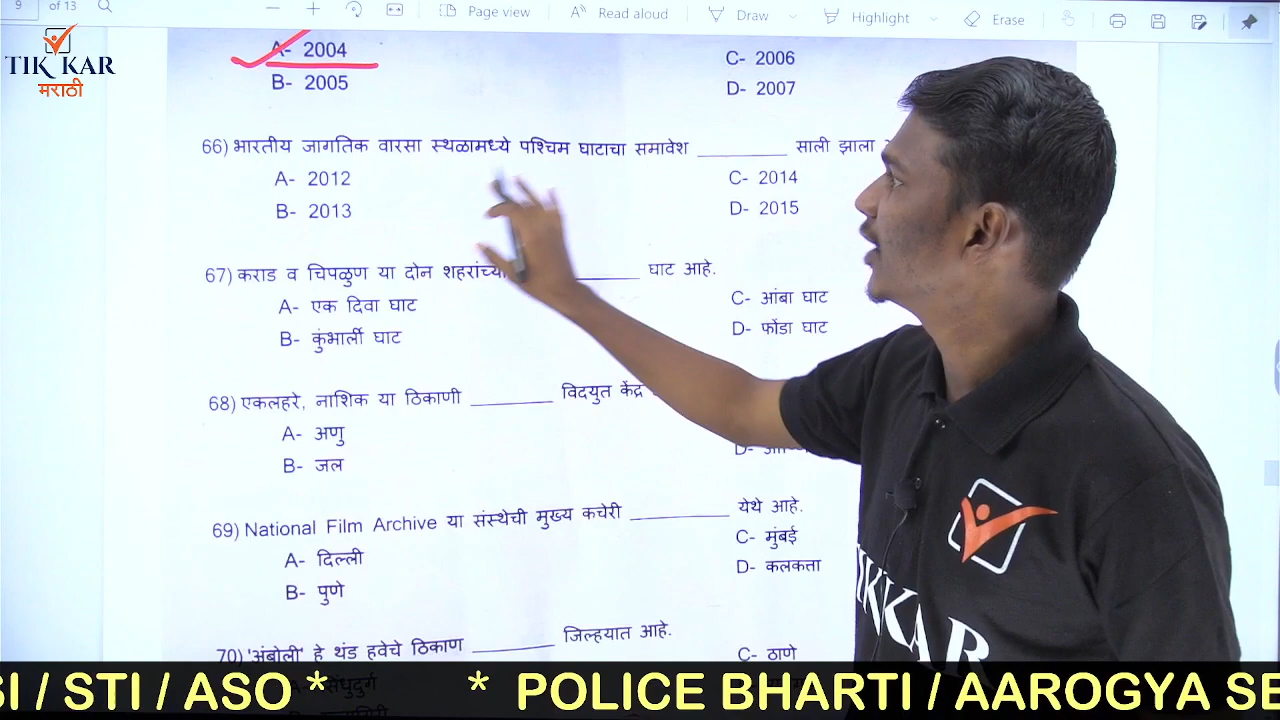 9 of 13 Page view Read aloud Draw Highlight Erase
TIKKAR
मराठी
A- 2004
C- 2006
B- 2005
D- 2007
66) भारतीय जागतिक वारसा स्थळामध्ये पश्चिम घाटाचा समावेश ________ साली झाला
A- 2012
C- 2014
B- 2013
D- 2015
67) कराड व चिपळुण या दोन शहरांच्या ________ घाट आहे.
A- एक दिवा घाट
C- आंबा घाट
B- कुंभार्ली घाट
D- फोंडा घाट
68) एकलहरे, नाशिक या ठिकाणी ________ विदयुत केंद्र
A- अणु
B- जल
D-
69) National Film Archive या संस्थेची मुख्य कचेरी ________ येथे आहे.
A- दिल्ली
C- मुंबई
B- पुणे
D- कलकत्ता
70) 'अंबोली' हे थंड हवेचे ठिकाण ________ जिल्हयात आहे.
C- ठाणे
A- सिंधुदुर्ग
IKKAR
SI / STI / ASO * * POLCE BHARTI / AAROGYA SE